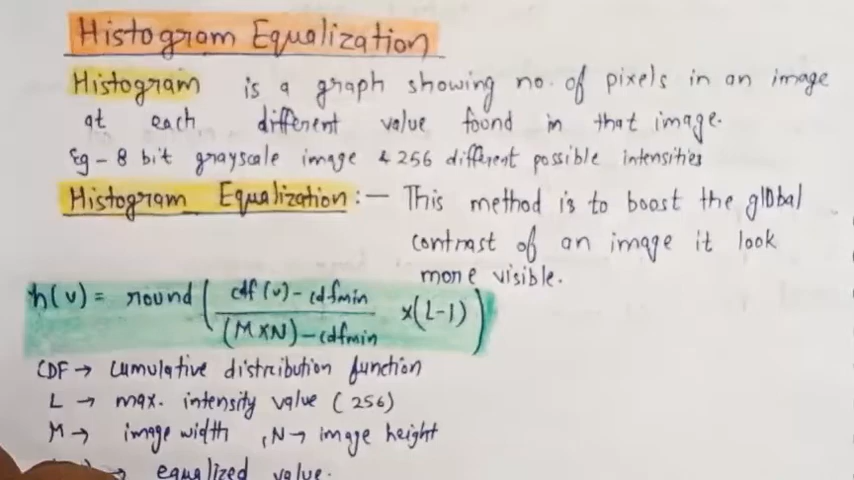 Histogram Equalization
Histogram is a graph showing no. of pixels in an image
at each different value found in that image.
Eg - 8 bit grayscale image & 256 different possible intensities
Histogram Equalization :- This method is to boost the global
contrast of an image it look
more visible.
h(v) = round ( cdf(v) - cdfmin / (M×N) - cdfmin ×(L-1) )
CDF → cumulative distribution function
L → max. intensity value (256)
M → image width , N → image height
→ equalized value.